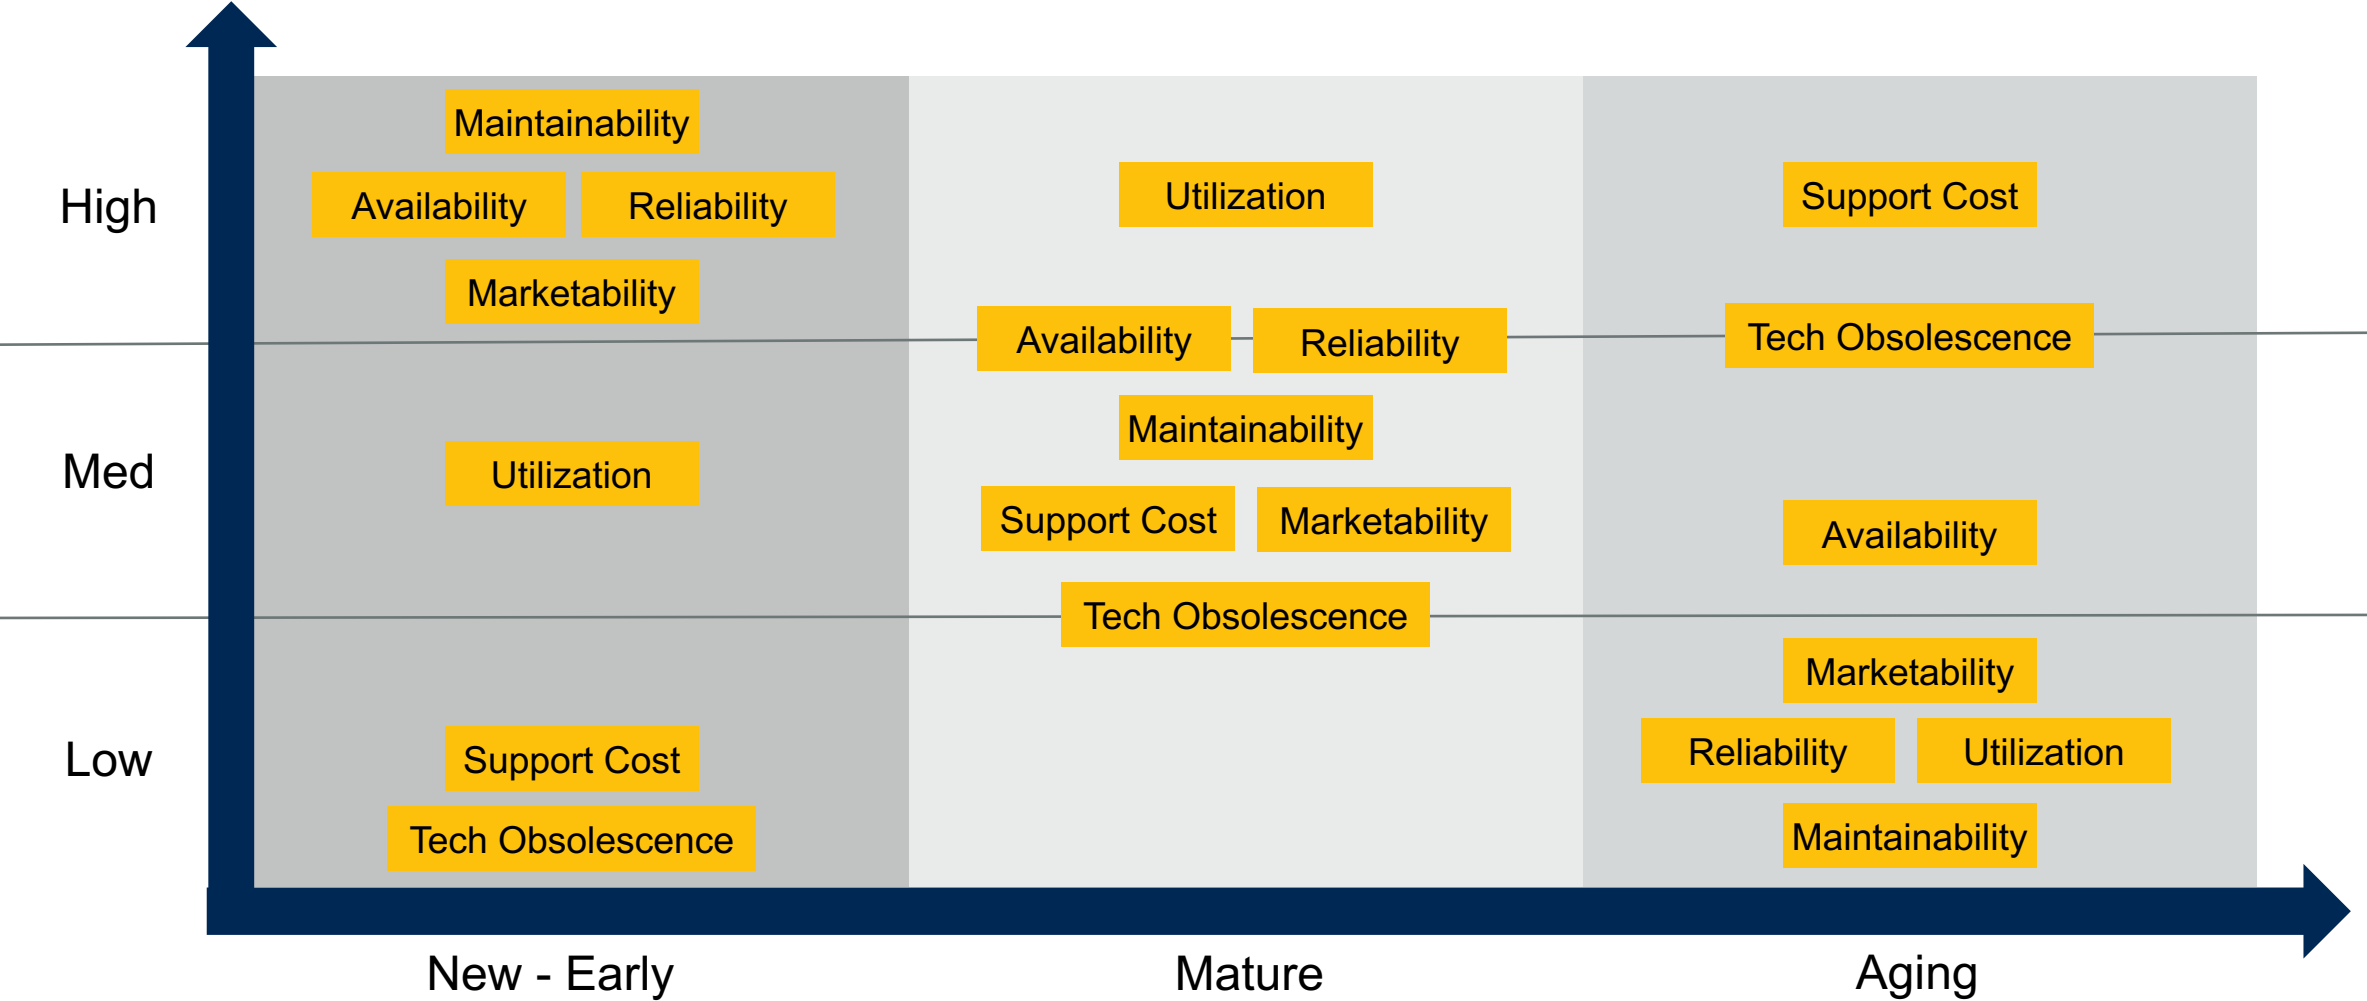 High
Maintainability
Availability
Reliability
Marketability
Utilization
Support Cost
Availability
Reliability
Tech Obsolescence
Med
Utilization
Maintainability
Support Cost
Marketability
Availability
Tech Obsolescence
Low
Support Cost
Tech Obsolescence
Marketability
Reliability
Utilization
Maintainability
New - Early
Mature
Aging